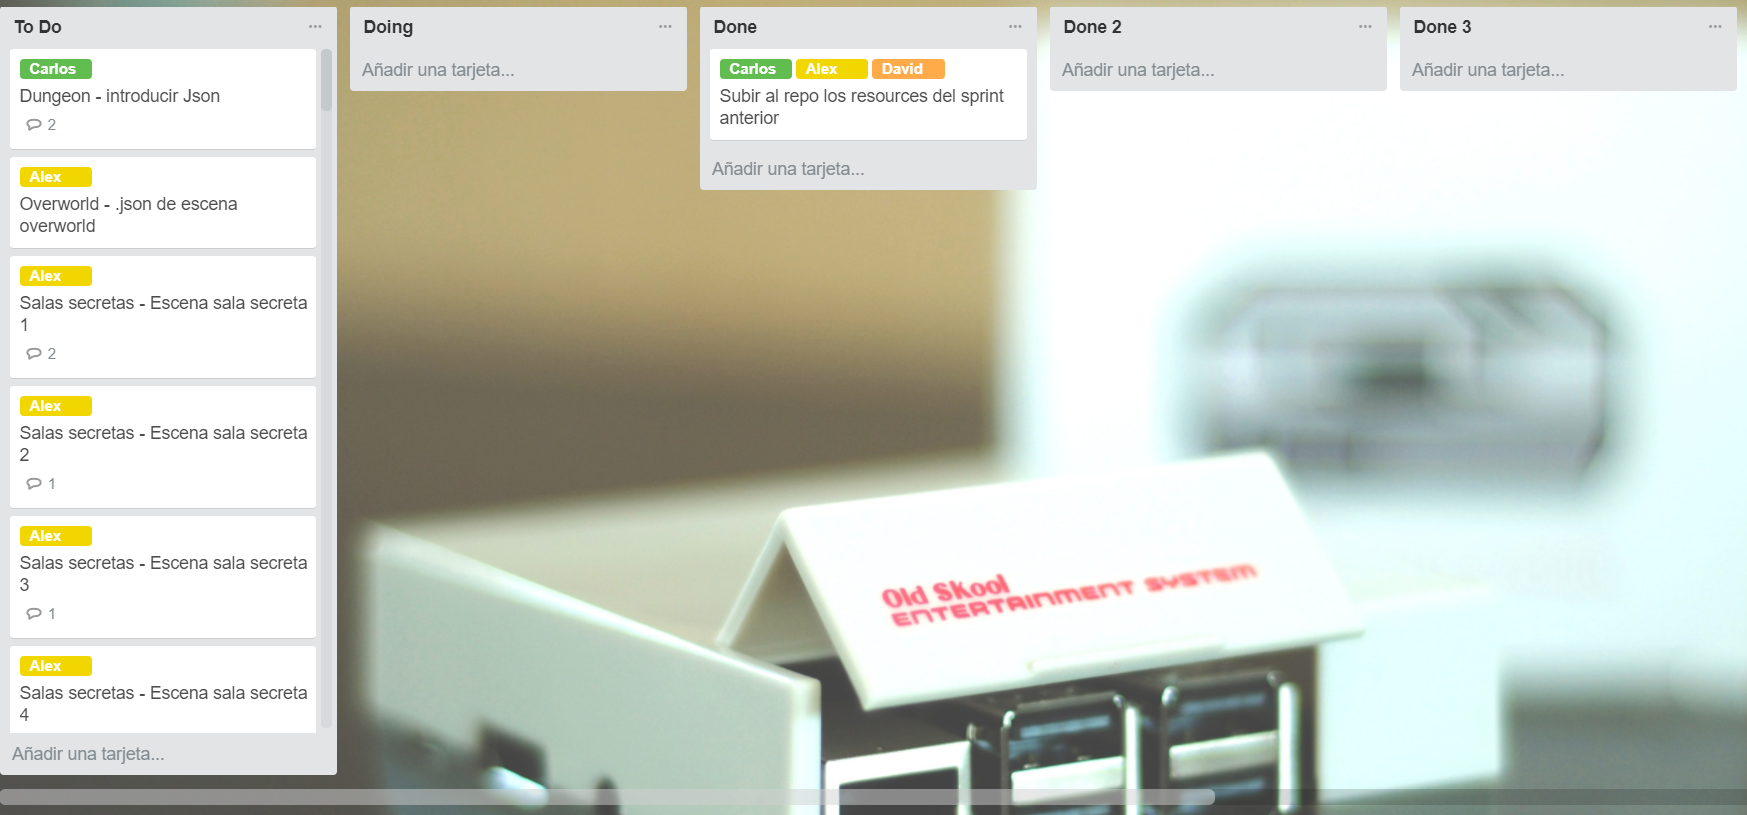 To Do
Carlos
Dungeon - introducir Json
2
Alex
Overworld - .json de escena
overworld
Alex
Salas secretas - Escena sala secreta
1
2
Alex
Salas secretas - Escena sala secreta
2
1
Alex
Salas secretas - Escena sala secreta
3
1
Alex
Salas secretas - Escena sala secreta
4
Añadir una tarjeta...
Doing
Añadir una tarjeta...
Done
Carlos Alex David
Subir al repo los resources del sprint
anterior
Añadir una tarjeta...
Done 2
Añadir una tarjeta...
Done 3
Añadir una tarjeta...
Old Skool
ENTERTAINMENT SYSTEM